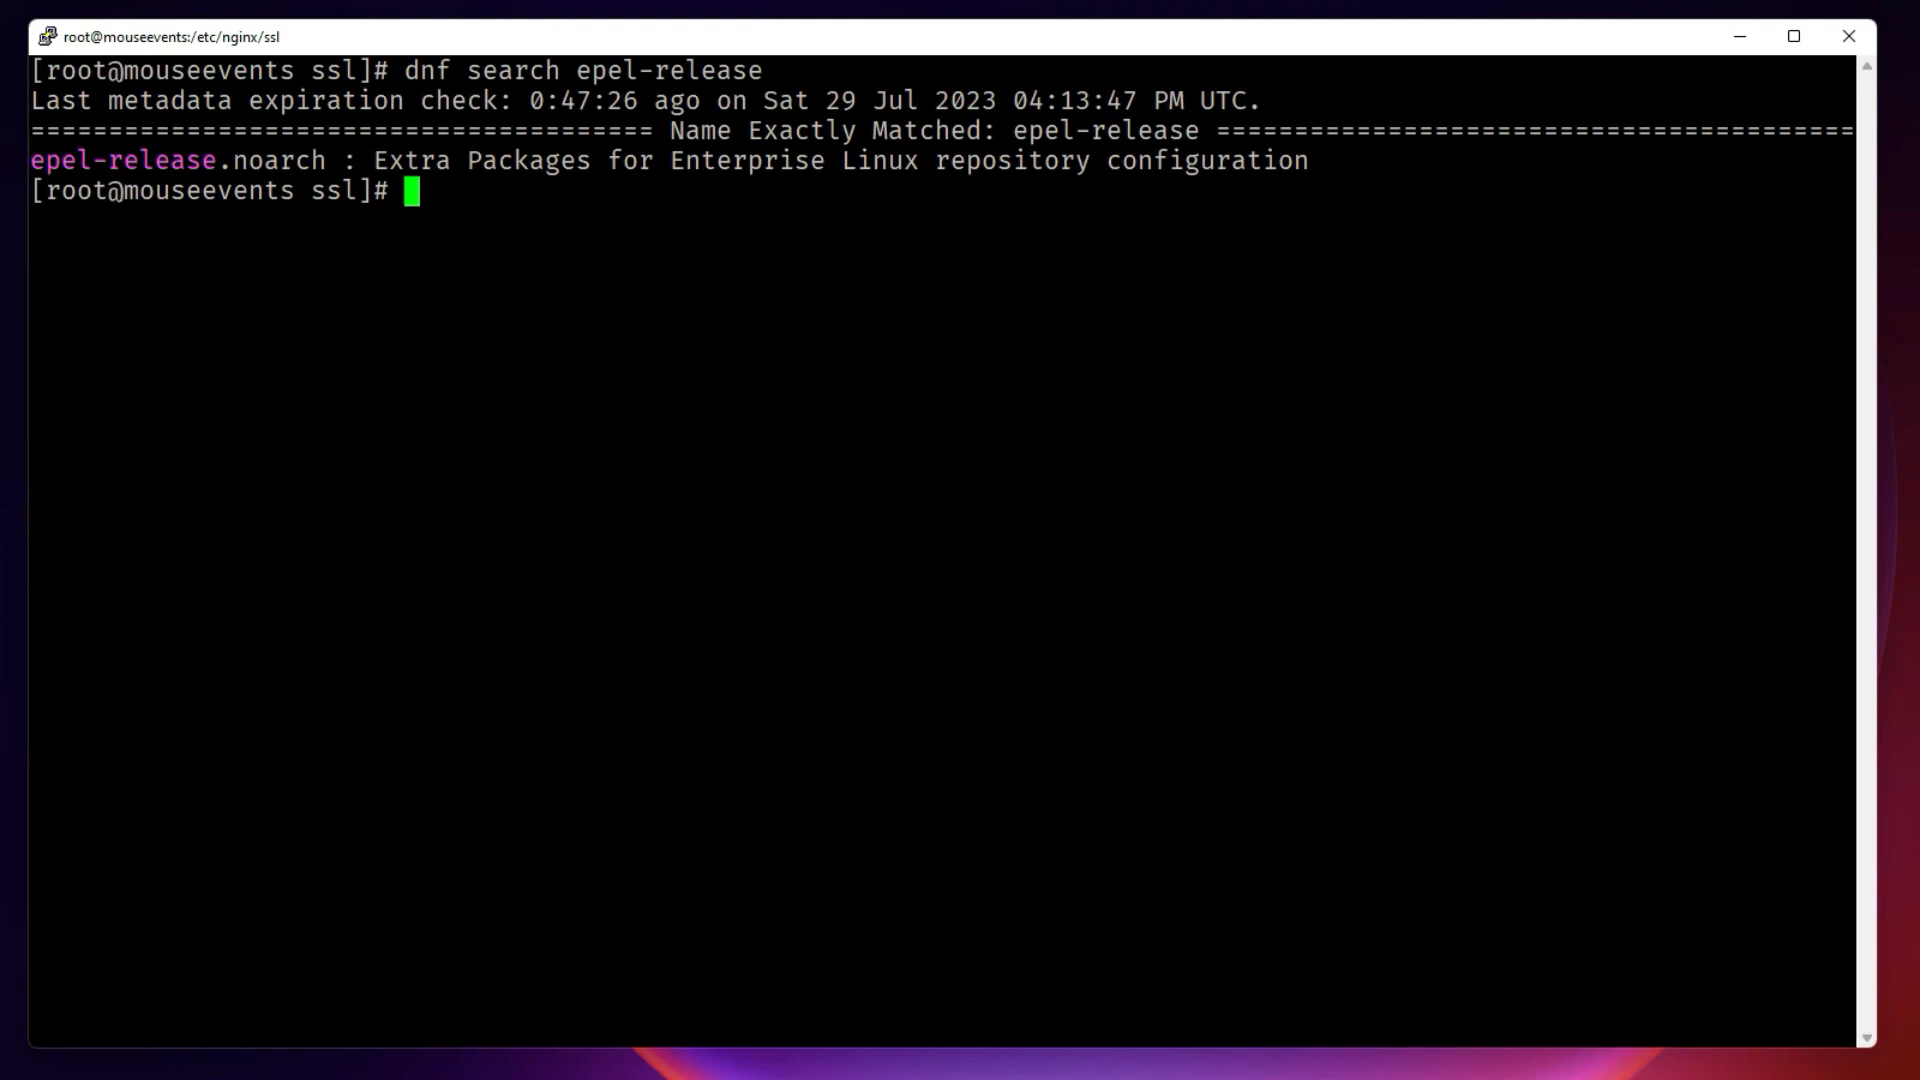 root@mouseevents:/etc/nginx/ssl
[root@mouseevents ssl]# dnf search epel-release
Last metadata expiration check: 0:47:26 ago on Sat 29 Jul 2023 04:13:47 PM UTC.
======================================== Name Exactly Matched: epel-release =========================================
epel-release.noarch : Extra Packages for Enterprise Linux repository configuration
[root@mouseevents ssl]#